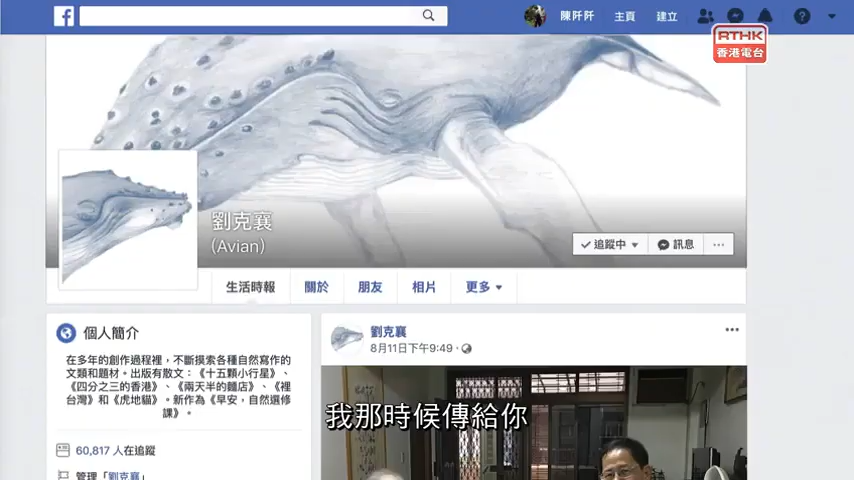 陳阡阡
主頁
建立
RTHK
香港電台
劉克襄
(Avian)
追蹤中
訊息
生活時報
關於
朋友
相片
更多
個人簡介
在多年的創作過程裡，不斷摸索各種自然寫作的
文類和題材。出版有散文：《十五顆小行星》、
《四分之三的香港》、《兩天半的麵店》、《裡
台灣》和《虎地貓》。新作為《早安，自然選修
課》。
60,817 人在追蹤
管理「劉克襄」
劉克襄
8月11日下午9:49
我那時候傳給你